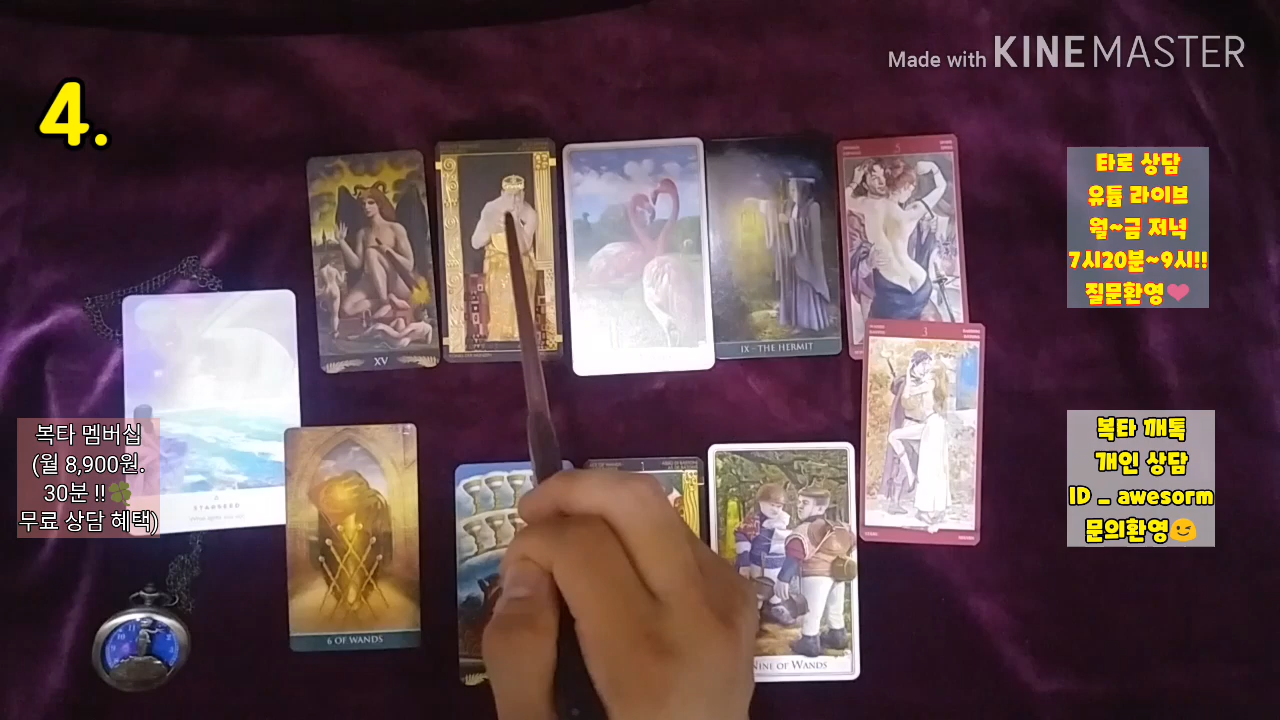 Made with KINEMASTER
4.
타로 상담
유튭 라이브
월~금 저녁
7시20분~9시!!
질문환영❤
XV
IX - THE HERMIT
5
3
복타 멤버십
(월 8,900원.
30분 !!🍀
무료 상담 혜택)
STARSEED
6 OF WANDS
NINE OF WANDS
복타 깨톡
개인 상담
ID _ awesorm
문의환영😉